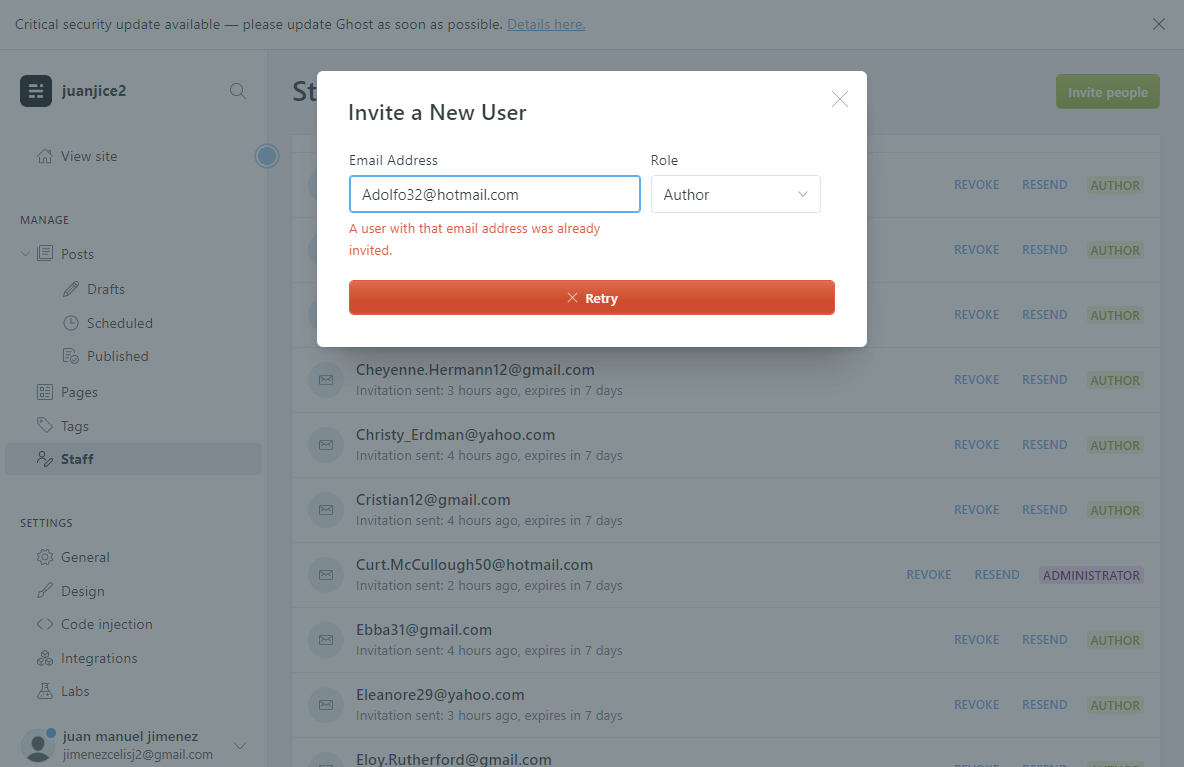 Critical security update available — please update Ghost as soon as possible. Details here.
juanjice2
View site
MANAGE
Posts
Drafts
Scheduled
Published
Pages
Tags
Staff
SETTINGS
General
Design
Code injection
Integrations
Labs
juan manuel jimenez
jimenezcelisj2@gmail.com
St
Invite people
Invite a New User
Email Address
Role
Adolfo32@hotmail.com
Author
A user with that email address was already
invited.
Retry
REVOKE RESEND AUTHOR
REVOKE RESEND AUTHOR
REVOKE RESEND AUTHOR
Cheyenne.Hermann12@gmail.com
Invitation sent: 3 hours ago, expires in 7 days
REVOKE RESEND AUTHOR
Christy_Erdman@yahoo.com
Invitation sent: 4 hours ago, expires in 7 days
REVOKE RESEND AUTHOR
Cristian12@gmail.com
Invitation sent: 4 hours ago, expires in 7 days
REVOKE RESEND AUTHOR
Curt.McCullough50@hotmail.com
Invitation sent: 2 hours ago, expires in 7 days
REVOKE RESEND ADMINISTRATOR
Ebba31@gmail.com
Invitation sent: 4 hours ago, expires in 7 days
REVOKE RESEND AUTHOR
Eleanore29@yahoo.com
Invitation sent: 3 hours ago, expires in 7 days
REVOKE RESEND AUTHOR
Eloy.Rutherford@gmail.com